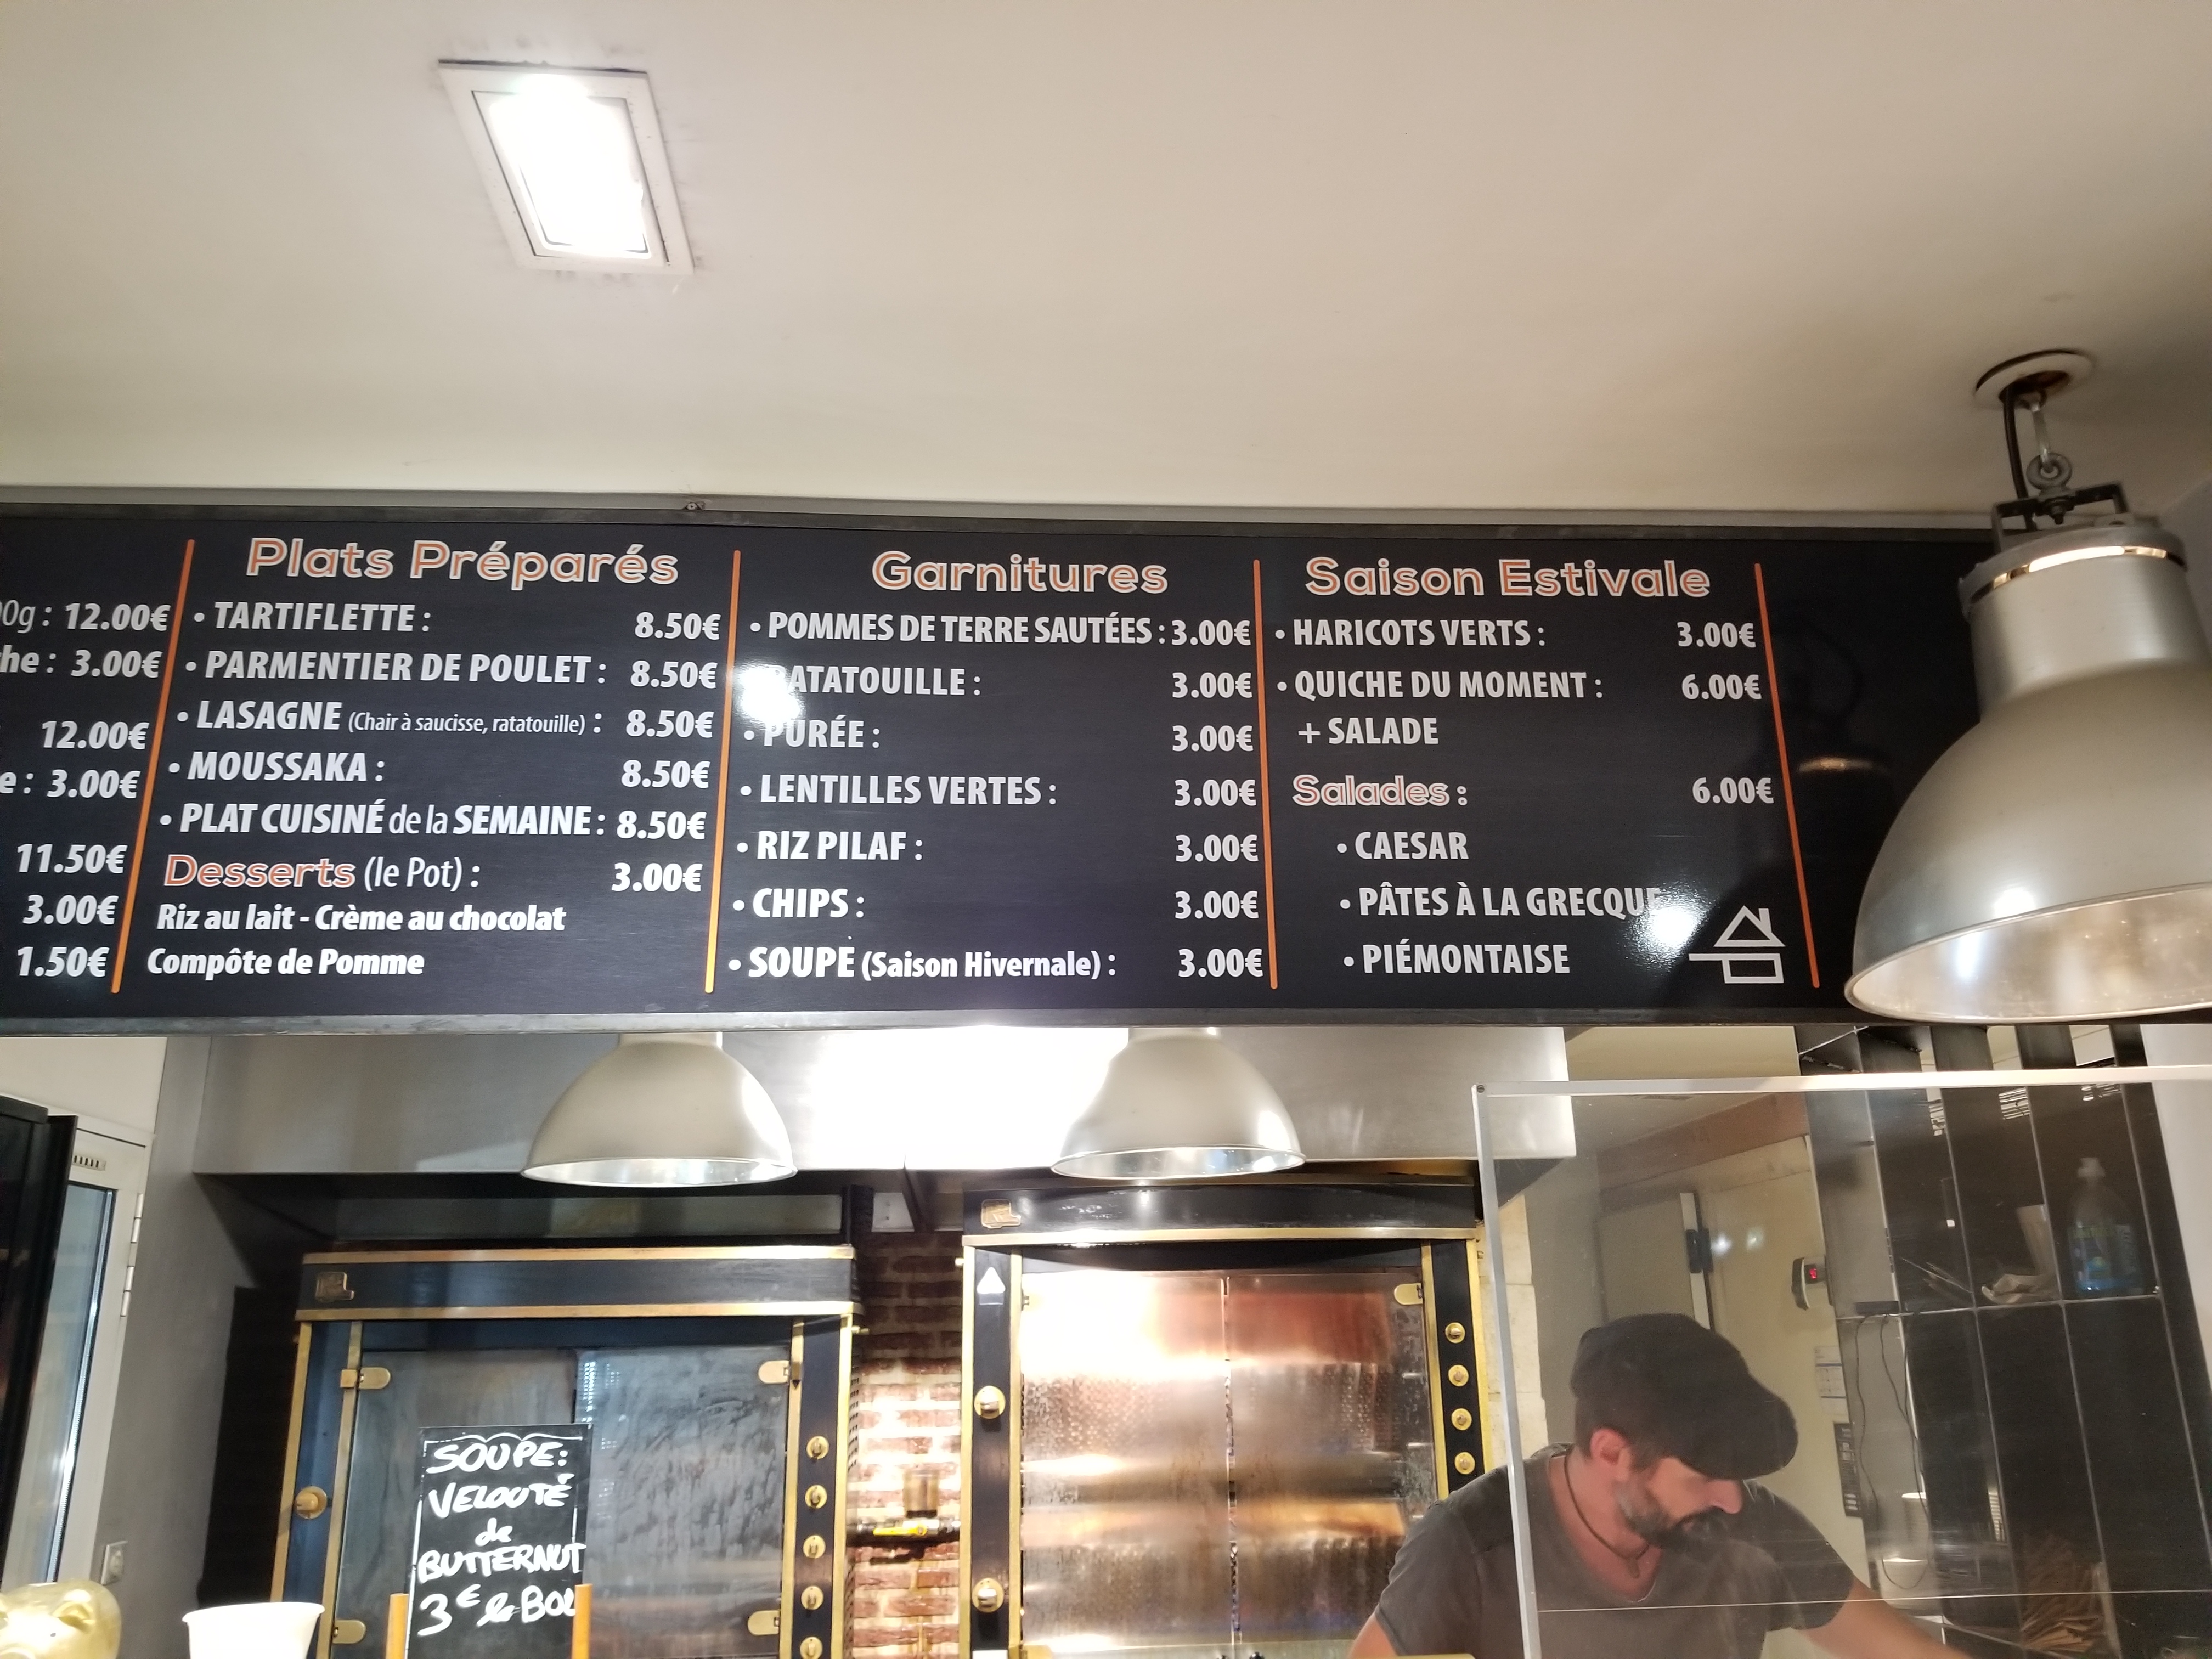 0g : 12.00€
he : 3.00€
12.00€
e : 3.00€
11.50€
3.00€
1.50€
Plats Préparés
• TARTIFLETTE : 8.50€
• PARMENTIER DE POULET : 8.50€
• LASAGNE (Chair à saucisse, ratatouille) : 8.50€
• MOUSSAKA : 8.50€
• PLAT CUISINÉ de la SEMAINE : 8.50€
Desserts (le Pot) : 3.00€
Riz au lait - Crème au chocolat
Compôte de Pomme
Garnitures
• POMMES DE TERRE SAUTÉES : 3.00€
RATATOUILLE : 3.00€
• PURÉE : 3.00€
• LENTILLES VERTES : 3.00€
• RIZ PILAF : 3.00€
• CHIPS : 3.00€
• SOUPE (Saison Hivernale) : 3.00€
Saison Estivale
• HARICOTS VERTS : 3.00€
• QUICHE DU MOMENT : 6.00€
+ SALADE
Salades : 6.00€
• CAESAR
• PÂTES À LA GRECQUE
• PIÉMONTAISE
SOUPE:
VELOUTÉ
de
BUTTERNUT
3€ le BOL